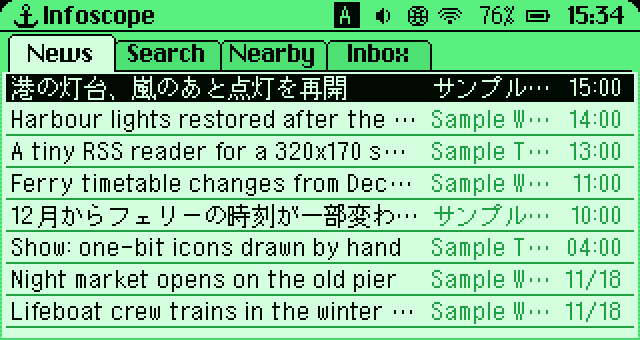 Infoscope A 76% 15:34
News Search Nearby Inbox
港の灯台、嵐のあと点灯を再開 サンプル… 15:00
Harbour lights restored after the … Sample W… 14:00
A tiny RSS reader for a 320x170 s… Sample T… 13:00
Ferry timetable changes from Dec… Sample W… 11:00
12月からフェリーの時刻が一部変わ… サンプル… 10:00
Show: one-bit icons drawn by hand Sample T… 04:00
Night market opens on the old pier Sample W… 11/18
Lifeboat crew trains in the winter … Sample W… 11/18